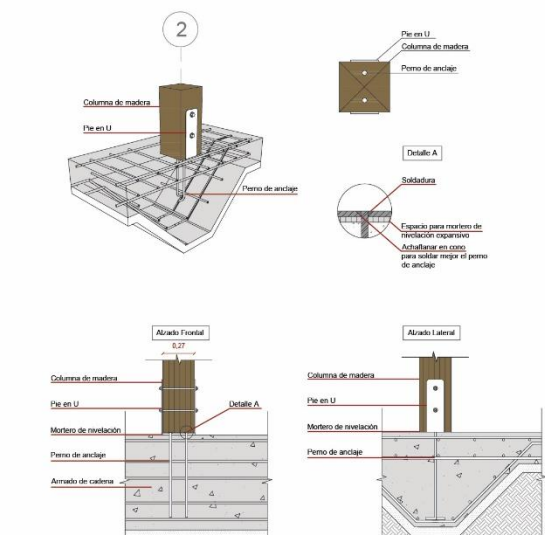 2
Columna de madera
Pie en U
Perno de anclaje
Pie en U
Columna de madera
Perno de anclaje
Detalle A
Soldadura
Espacio para mortero de
nivelación expansivo
Achaflanar en cono
para soldar mejor el perno
de anclaje
Alzado Frontal
0,27
Columna de madera
Pie en U
Detalle A
Mortero de nivelación
Perno de anclaje
Armado de cadena
Alzado Lateral
Columna de madera
Pie en U
Mortero de nivelación
Perno de anclaje